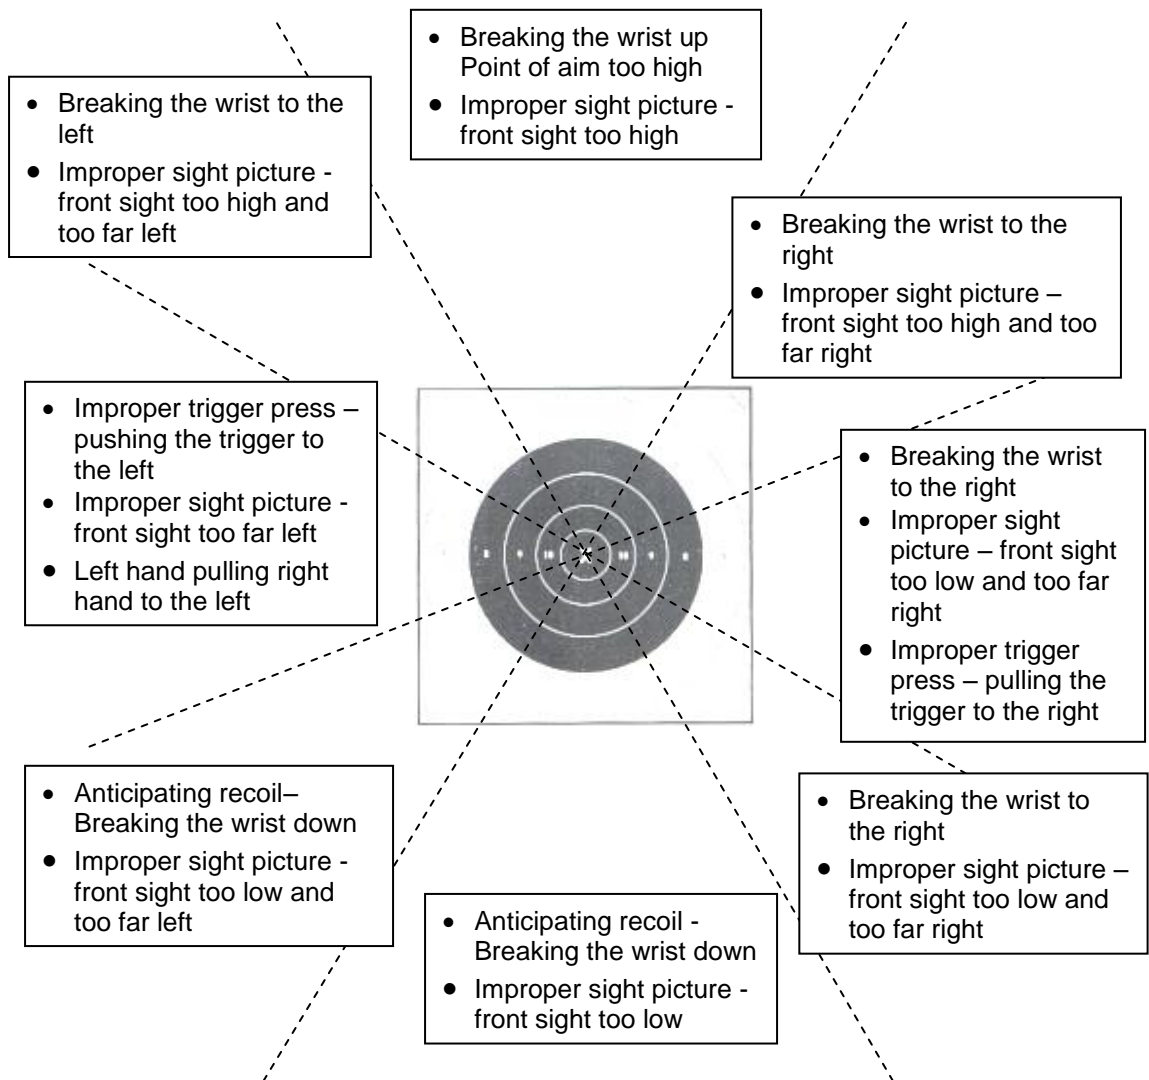 • Breaking the wrist up
Point of aim too high
• Improper sight picture -
front sight too high
• Breaking the wrist to the
left
• Improper sight picture -
front sight too high and
too far left
• Breaking the wrist to the
right
• Improper sight picture –
front sight too high and too
far right
• Improper trigger press –
pushing the trigger to
the left
• Improper sight picture -
front sight too far left
• Left hand pulling right
hand to the left
• Breaking the wrist
to the right
• Improper sight
picture – front sight
too low and too far
right
• Improper trigger
press – pulling the
trigger to the right
8 9 10 X 10 9 8
• Anticipating recoil–
Breaking the wrist down
• Improper sight picture -
front sight too low and
too far left
• Anticipating recoil -
Breaking the wrist down
• Improper sight picture -
front sight too low
• Breaking the wrist to
the right
• Improper sight picture –
front sight too low and
too far right